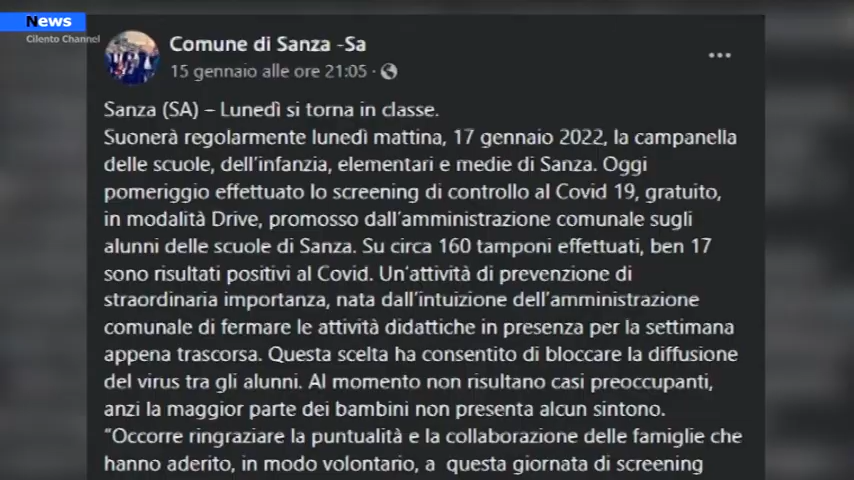 News
Cilento Channel
Comune di Sanza -Sa
15 gennaio alle ore 21:05 ·
Sanza (SA) – Lunedì si torna in classe.
Suonerà regolarmente lunedì mattina, 17 gennaio 2022, la campanella
delle scuole, dell'infanzia, elementari e medie di Sanza. Oggi
pomeriggio effettuato lo screening di controllo al Covid 19, gratuito,
in modalità Drive, promosso dall'amministrazione comunale sugli
alunni delle scuole di Sanza. Su circa 160 tamponi effettuati, ben 17
sono risultati positivi al Covid. Un'attività di prevenzione di
straordinaria importanza, nata dall'intuizione dell'amministrazione
comunale di fermare le attività didattiche in presenza per la settimana
appena trascorsa. Questa scelta ha consentito di bloccare la diffusione
del virus tra gli alunni. Al momento non risultano casi preoccupanti,
anzi la maggior parte dei bambini non presenta alcun sintono.
"Occorre ringraziare la puntualità e la collaborazione delle famiglie che
hanno aderito, in modo volontario, a questa giornata di screening